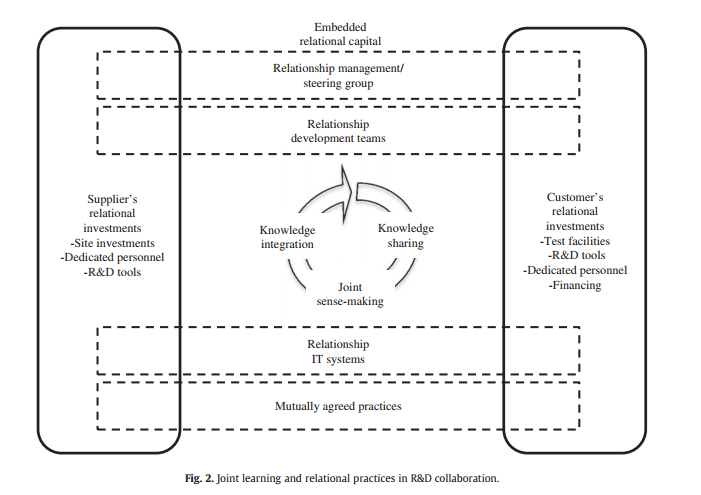 Embedded
relational capital
Relationship management/
steering group
Relationship
development teams
Supplier's
relational
investments
-Site investments
-Dedicated personnel
-R&D tools
Knowledge
integration
Knowledge
sharing
Joint
sense-making
Customer's
relational
investments
-Test facilities
-R&D tools
-Dedicated personnel
-Financing
Relationship
IT systems
Mutually agreed practices
Fig. 2. Joint learning and relational practices in R&D collaboration.